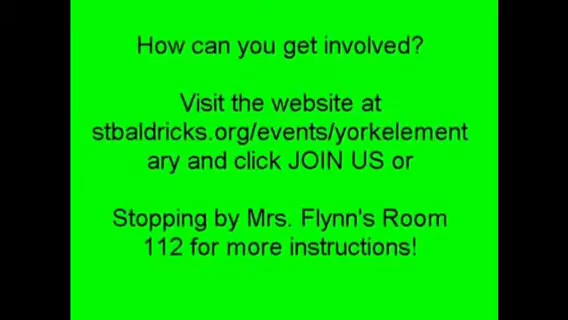 How can you get involved?
Visit the website at
stbaldricks.org/events/yorkelement
ary and click JOIN US or
Stopping by Mrs. Flynn's Room
112 for more instructions!